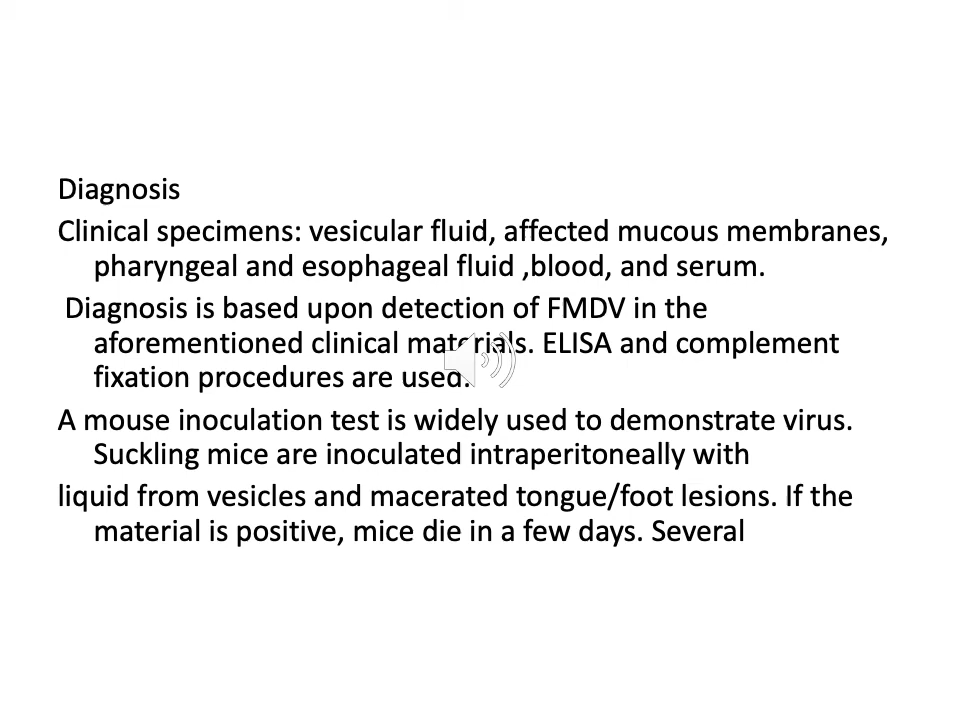 Diagnosis
Clinical specimens: vesicular fluid, affected mucous membranes,
pharyngeal and esophageal fluid ,blood, and serum.
Diagnosis is based upon detection of FMDV in the
aforementioned clinical materials. ELISA and complement
fixation procedures are used.
A mouse inoculation test is widely used to demonstrate virus.
Suckling mice are inoculated intraperitoneally with
liquid from vesicles and macerated tongue/foot lesions. If the
material is positive, mice die in a few days. Several